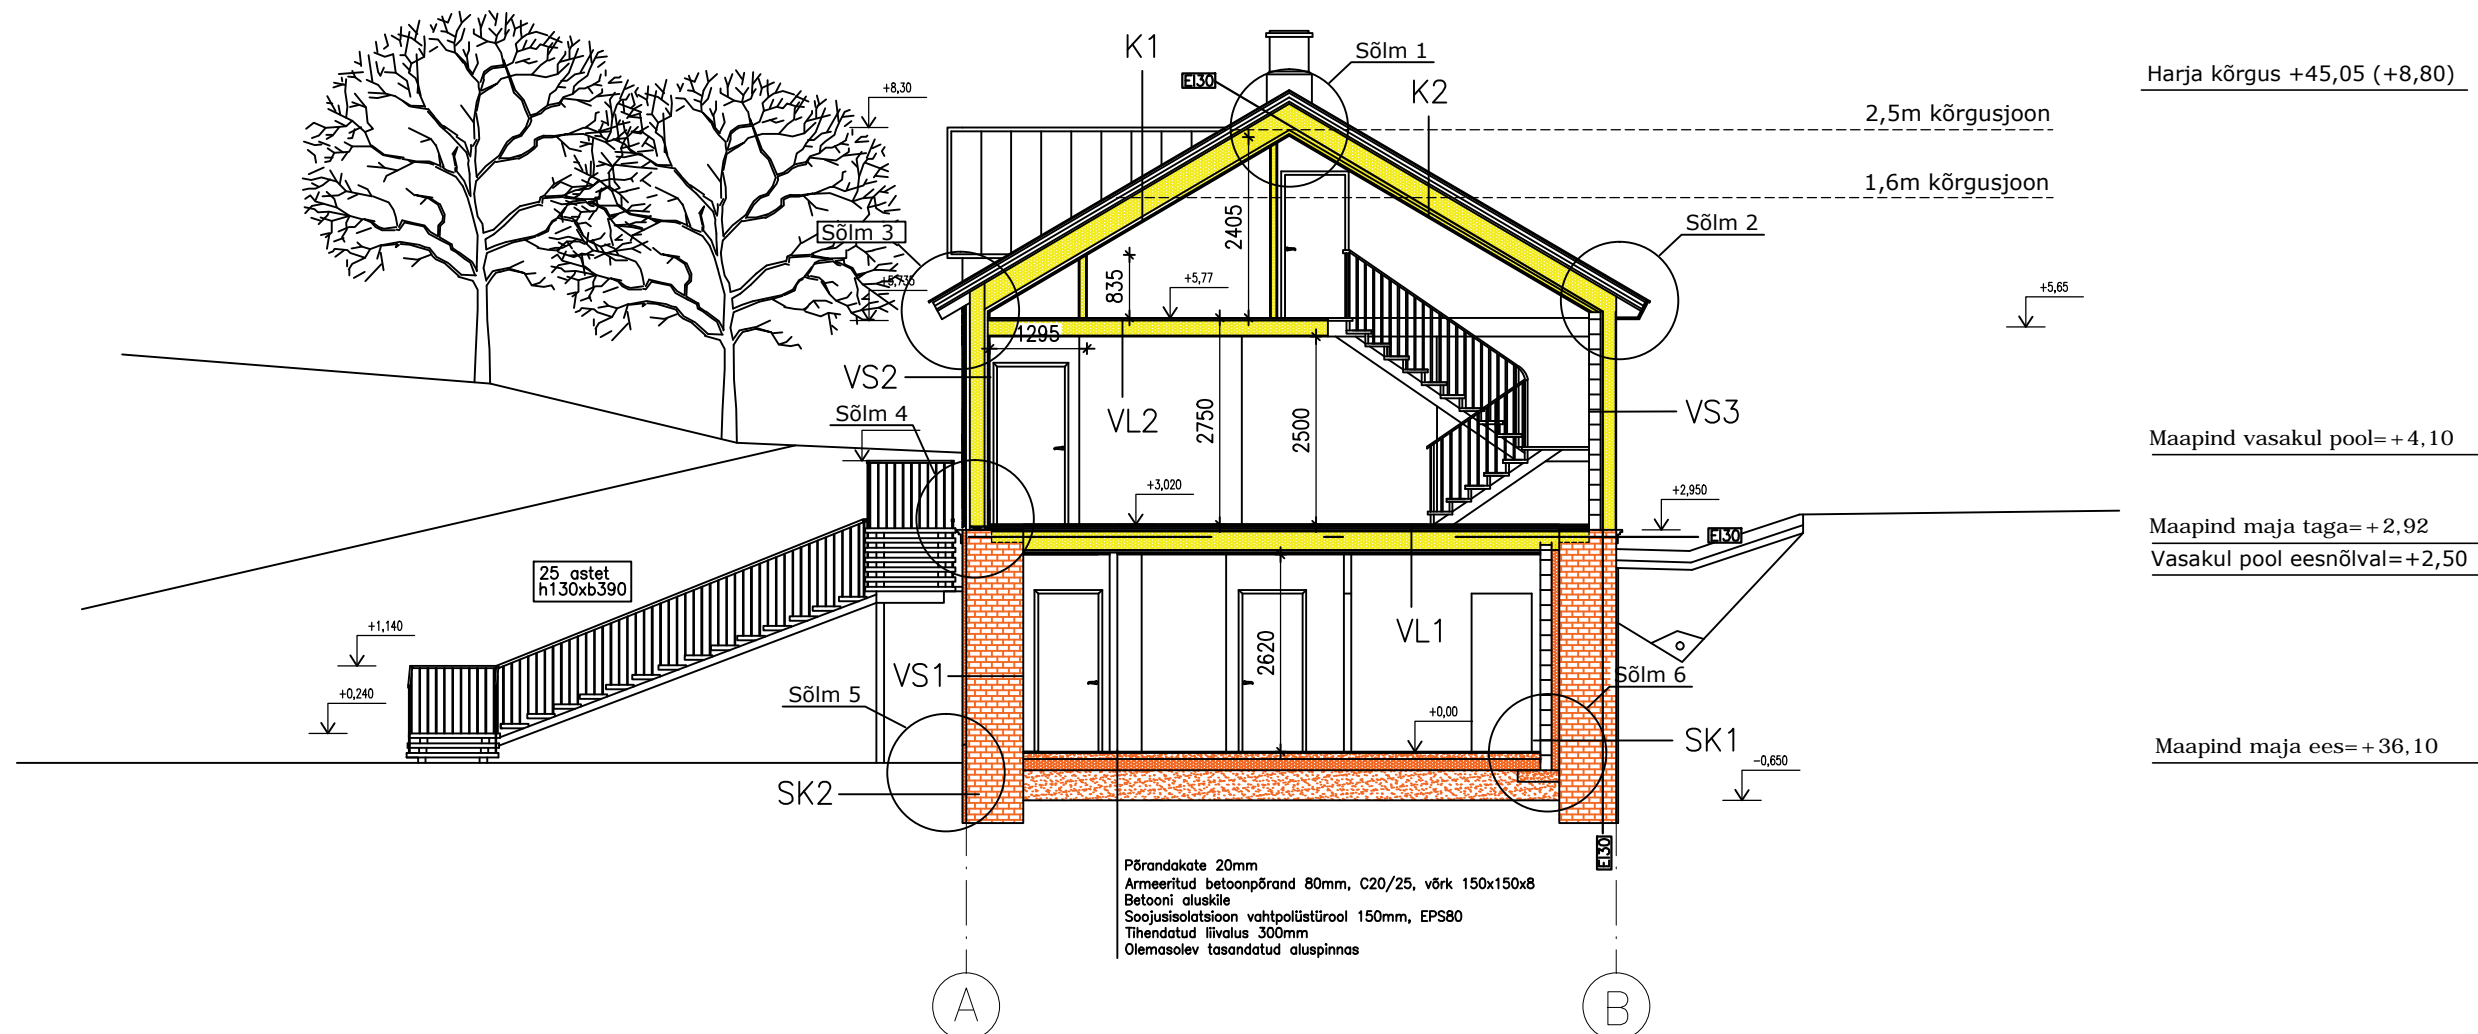 K1
Sõlm 1
EI30
K2
Harja kõrgus +45,05 (+8,80)
+8,30
2,5m kõrgusjoon
1,6m kõrgusjoon
Sõlm 3
2405
Sõlm 2
835
+5,77
+5,735
+5,65
1295
VS2
VL2
2750
2500
VS3
Sõlm 4
Maapind vasakul pool=+4,10
+3,020
+2,950
EI30
Maapind maja taga=+2,92
Vasakul pool eesnõlval=+2,50
25 astet
h130xb390
+1,140
VL1
2620
VS1
Sõlm 5
Sõlm 6
+0,240
+0,00
SK1
Maapind maja ees=+36,10
-0,650
SK2
EI30
Põrandakate 20mm
Armeeritud betoonpõrand 80mm, C20/25, võrk 150x150x8
Betooni aluskile
Soojusisolatsioon vahtpolüstürool 150mm, EPS80
Tihendatud liivalus 300mm
Olemasolev tasandatud aluspinnas
A
B